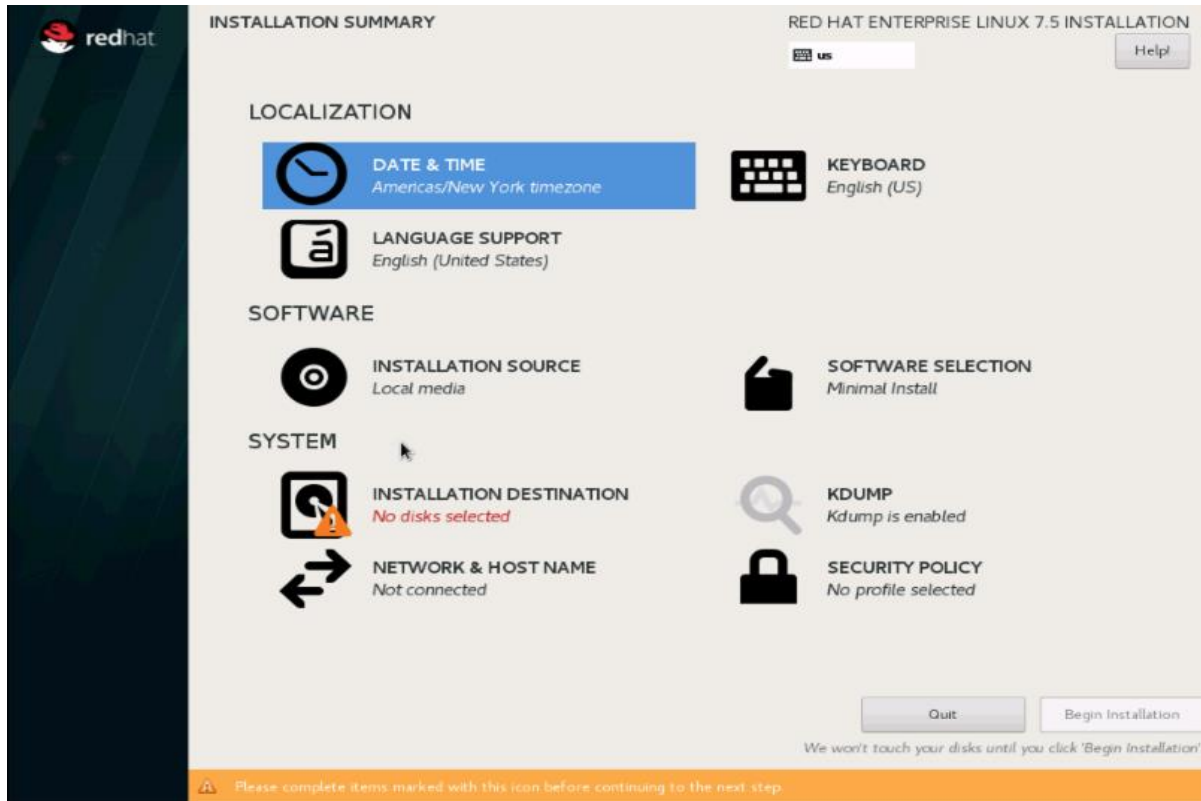 redhat.
INSTALLATION SUMMARY
RED HAT ENTERPRISE LINUX 7.5 INSTALLATION
us
Help!
LOCALIZATION
DATE & TIME
Americas/New York timezone
KEYBOARD
English (US)
á
LANGUAGE SUPPORT
English (United States)
SOFTWARE
INSTALLATION SOURCE
Local media
SOFTWARE SELECTION
Minimal Install
SYSTEM
INSTALLATION DESTINATION
No disks selected
KDUMP
Kdump is enabled
NETWORK & HOST NAME
Not connected
SECURITY POLICY
No profile selected
Quit
Begin Installation
We won't touch your disks until you click 'Begin Installation'
Please complete items marked with this icon before continuing to the next step.